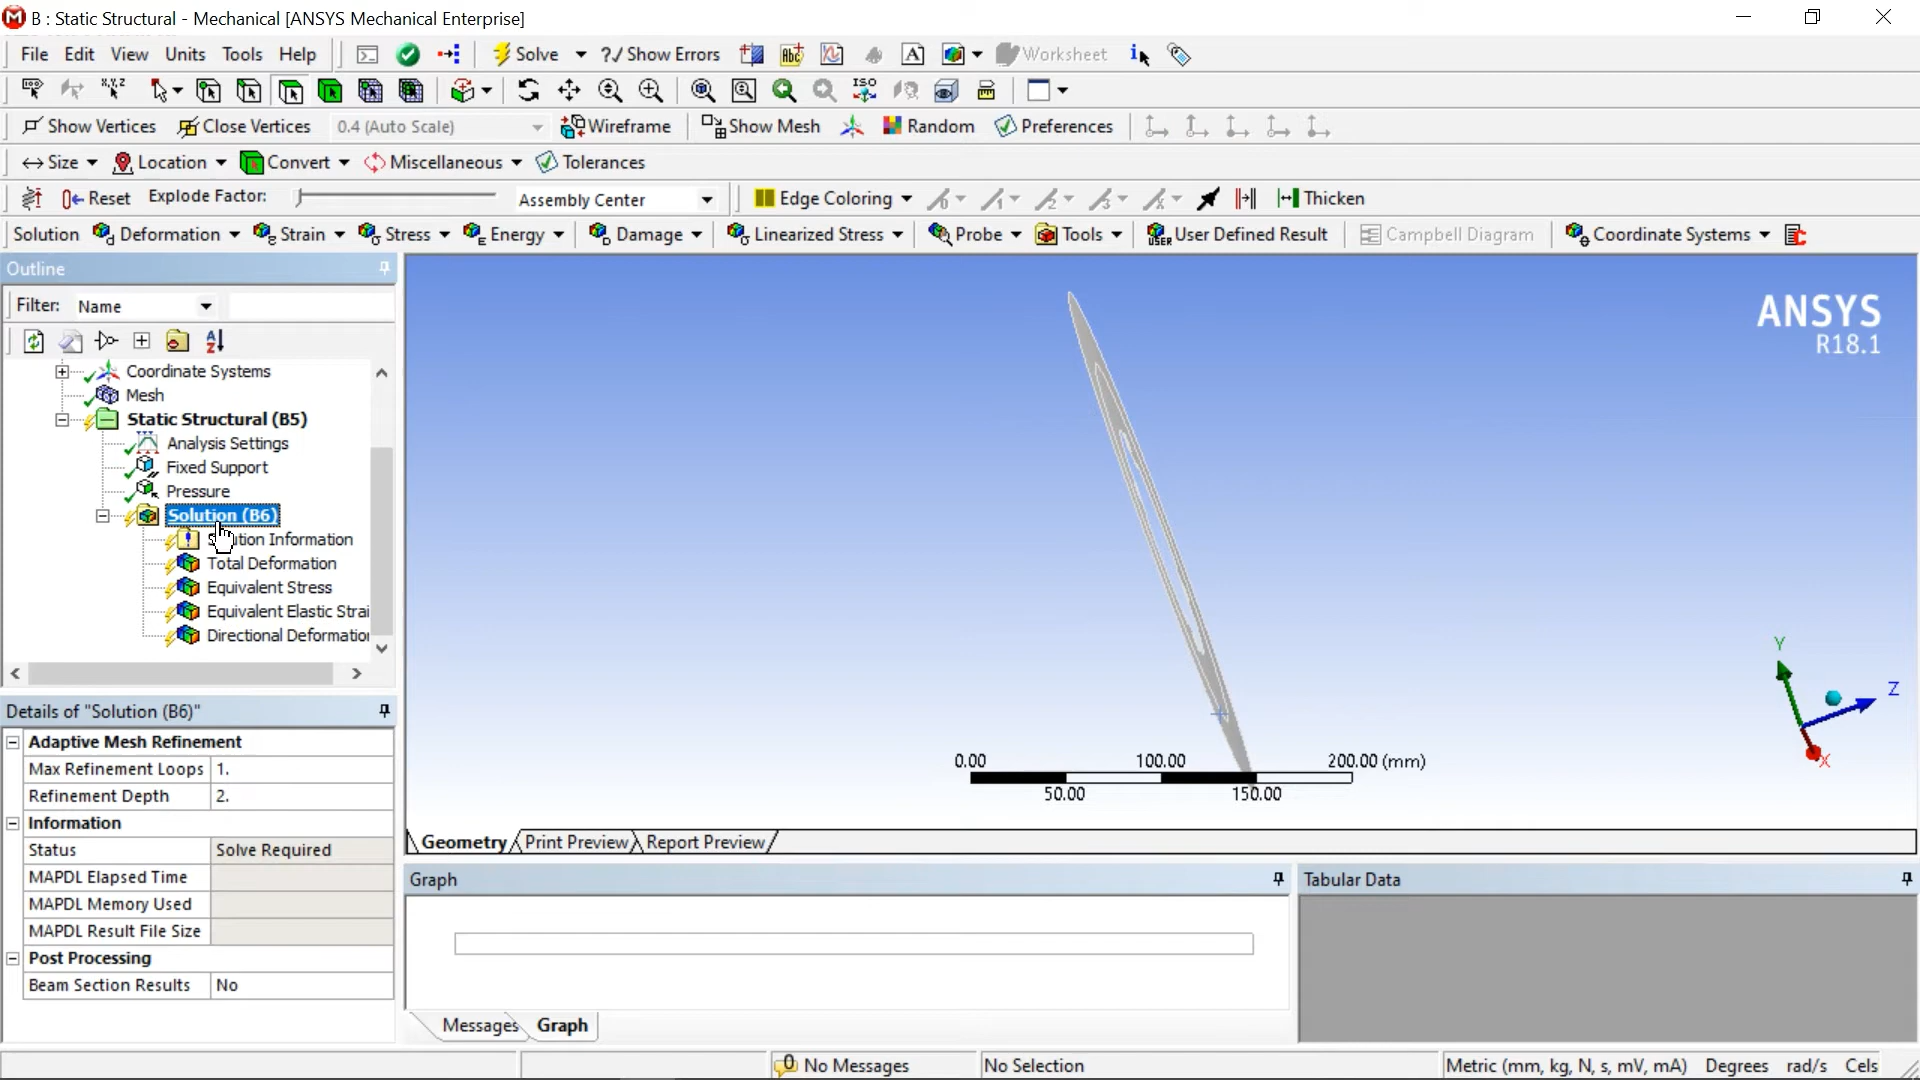 B : Static Structural - Mechanical [ANSYS Mechanical Enterprise]
File Edit View Units Tools Help Solve ?/ Show Errors Worksheet
Show Vertices Close Vertices 0.4 (Auto Scale) Wireframe Show Mesh Random Preferences
Size Location Convert Miscellaneous Tolerances
Reset Explode Factor: Assembly Center Edge Coloring Thicken
Solution Deformation Strain Stress Energy Damage Linearized Stress Probe Tools User Defined Result Campbell Diagram Coordinate Systems
Outline
Filter: Name
Coordinate Systems
Mesh
Static Structural (B5)
Analysis Settings
Fixed Support
Pressure
Solution (B6)
Information
Total Deformation
Equivalent Stress
Equivalent Elastic Strai
Directional Deformation
Details of "Solution (B6)"
Adaptive Mesh Refinement
Max Refinement Loops 1.
Refinement Depth 2.
Information
Status Solve Required
MAPDL Elapsed Time
MAPDL Memory Used
MAPDL Result File Size
Post Processing
Beam Section Results No
ANSYS
R18.1
Y
Z
X
0.00 100.00 200.00 (mm)
50.00 150.00
Geometry Print Preview Report Preview
Graph
Tabular Data
Messages Graph
No Messages No Selection Metric (mm, kg, N, s, mV, mA) Degrees rad/s Cels